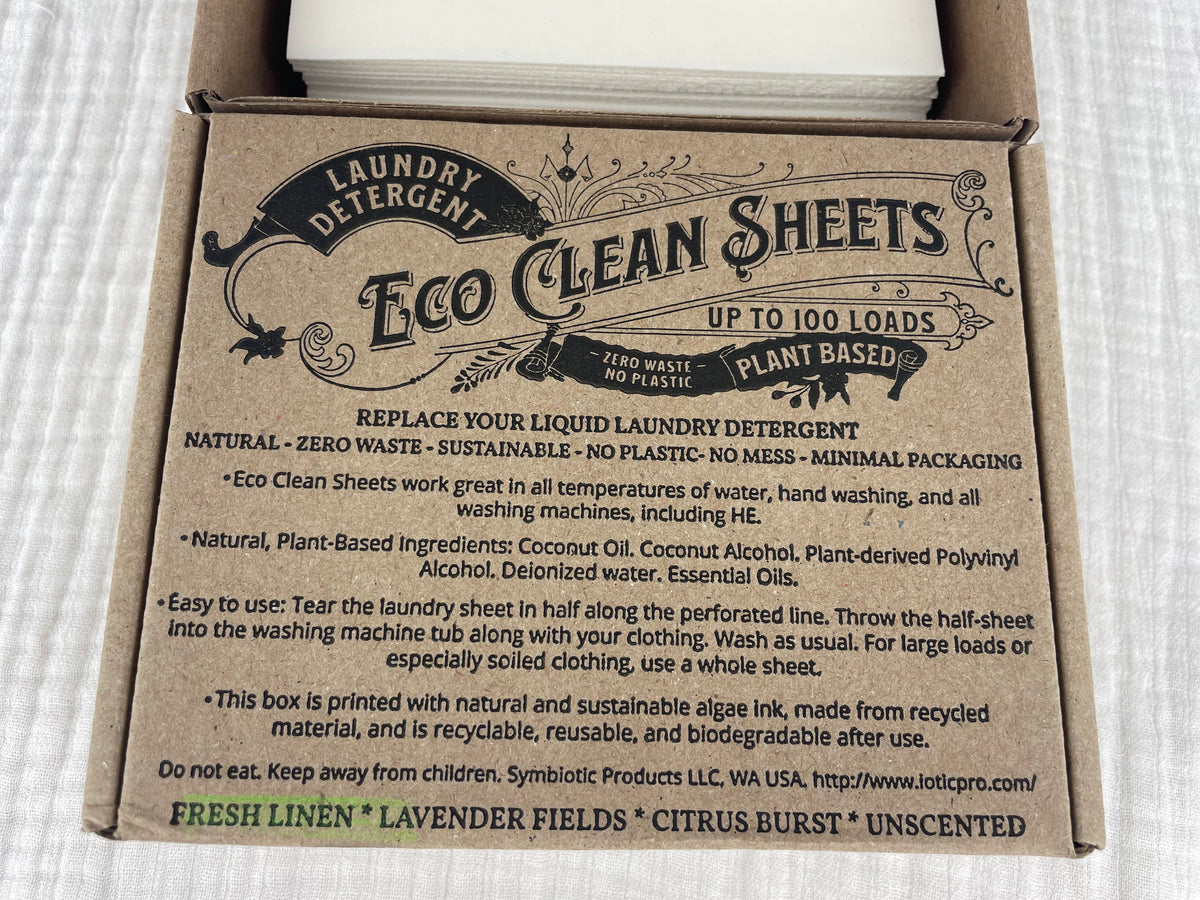 LAUNDRY
DETERGENT
ECO CLEAN SHEETS
UP TO 100 LOADS
- ZERO WASTE -
NO PLASTIC
PLANT BASED
REPLACE YOUR LIQUID LAUNDRY DETERGENT
NATURAL - ZERO WASTE - SUSTAINABLE - NO PLASTIC- NO MESS - MINIMAL PACKAGING
•Eco Clean Sheets work great in all temperatures of water, hand washing, and all
washing machines, including HE.
•Natural, Plant-Based Ingredients: Coconut Oil. Coconut Alcohol. Plant-derived Polyvinyl
Alcohol. Deionized water. Essential Oils.
•Easy to use: Tear the laundry sheet in half along the perforated line. Throw the half-sheet
into the washing machine tub along with your clothing. Wash as usual. For large loads or
especially soiled clothing, use a whole sheet.
•This box is printed with natural and sustainable algae ink, made from recycled
material, and is recyclable, reusable, and biodegradable after use.
Do not eat. Keep away from children. Symbiotic Products LLC, WA USA, http://www.ioticpro.com/
FRESH LINEN * LAVENDER FIELDS * CITRUS BURST * UNSCENTED